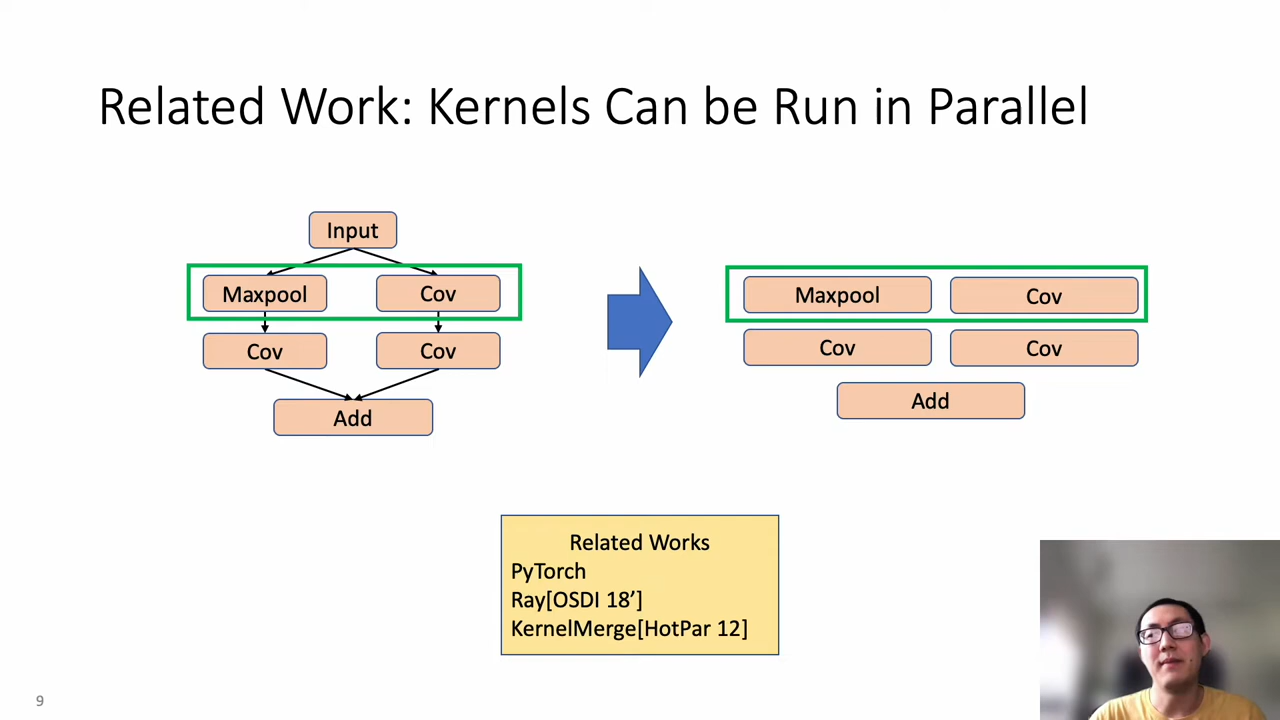 Related Work: Kernels Can be Run in Parallel
Input
Maxpool
Cov
Cov
Cov
Add
Maxpool
Cov
Cov
Cov
Add
Related Works
PyTorch
Ray[OSDI 18’]
KernelMerge[HotPar 12]
9